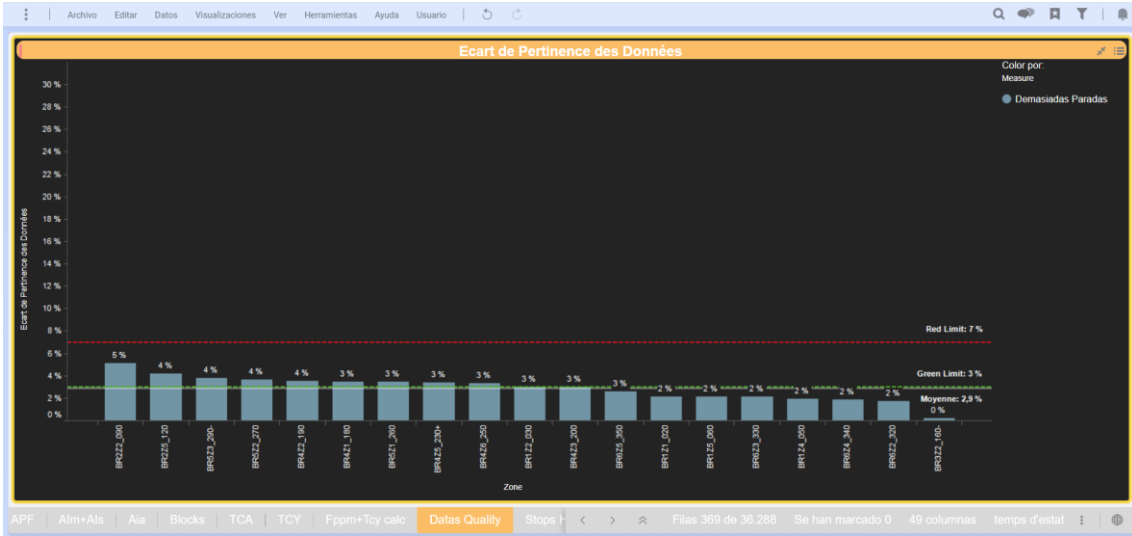 Archivo Editar Datos Visualizaciones Ver Herramientas Ayuda Usuario
Ecart de Pertinence des Données
Color por:
Measure
Demasiadas Paradas
Ecart de Pertinence des Données
30 %
28 %
26 %
24 %
22 %
20 %
18 %
16 %
14 %
12 %
10 %
8 %
6 %
4 %
2 %
0 %
Red Limit: 7 %
Green Limit: 3 %
Moyenne: 2,9 %
5 % 4 % 4 % 4 % 4 % 3 % 3 % 3 % 3 % 3 % 3 % 3 % 2 % 2 % 2 % 2 % 2 % 2 % 0 %
BR2Z2_090
BR2Z5_120
BR5Z3_290-
BR5Z2_270
BR4Z2_190
BR4Z1_180
BR5Z1_260
BR4Z5_230+
BR4Z6_250
BR1Z2_030
BR4Z3_200
BR6Z5_350
BR1Z1_020
BR1Z5_060
BR6Z3_330
BR1Z4_050
BR6Z4_340
BR6Z2_320
BR3Z2_160-
Zone
APF Alm+Als Aia Blocks TCA TCY Fppm+Tcy calc Datas Quality Stops Filas 369 de 36.288 Se han marcado 0 49 columnas temps d'estat